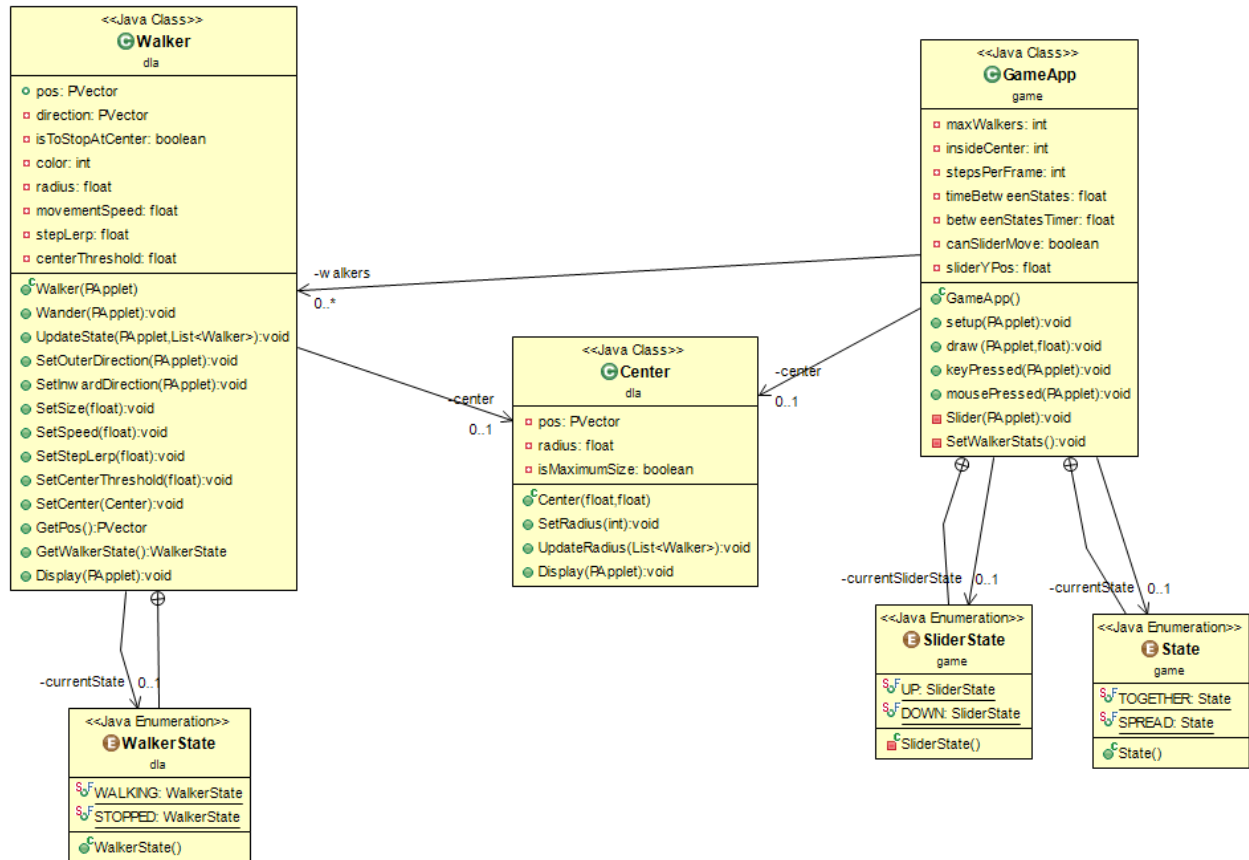 <<Java Class>>
Walker
dla
pos: PVector
direction: PVector
isToStopAtCenter: boolean
color: int
radius: float
movementSpeed: float
stepLerp: float
centerThreshold: float
Walker(PApplet)
Wander(PApplet):void
UpdateState(PApplet,List<Walker>):void
SetOuterDirection(PApplet):void
SetInwardDirection(PApplet):void
SetSize(float):void
SetSpeed(float):void
SetStepLerp(float):void
SetCenterThreshold(float):void
SetCenter(Center):void
GetPos():PVector
GetWalkerState():WalkerState
Display(PApplet):void
<<Java Class>>
GameApp
game
maxWalkers: int
insideCenter: int
stepsPerFrame: int
timeBetweenStates: float
betweenStatesTimer: float
canSliderMove: boolean
sliderYPos: float
GameApp()
setup(PApplet):void
draw(PApplet,float):void
keyPressed(PApplet):void
mousePressed(PApplet):void
Slider(PApplet):void
SetWalkerStats():void
-walkers
0..*
-center
0..1
-center
0..1
<<Java Class>>
Center
dla
pos: PVector
radius: float
isMaximumSize: boolean
Center(float,float)
SetRadius(int):void
UpdateRadius(List<Walker>):void
Display(PApplet):void
-currentSliderState 0..1
-currentState 0..1
<<Java Enumeration>>
SliderState
game
UP: SliderState
DOWN: SliderState
SliderState()
<<Java Enumeration>>
State
game
TOGETHER: State
SPREAD: State
State()
-currentState 0..1
<<Java Enumeration>>
WalkerState
dla
WALKING: WalkerState
STOPPED: WalkerState
WalkerState()